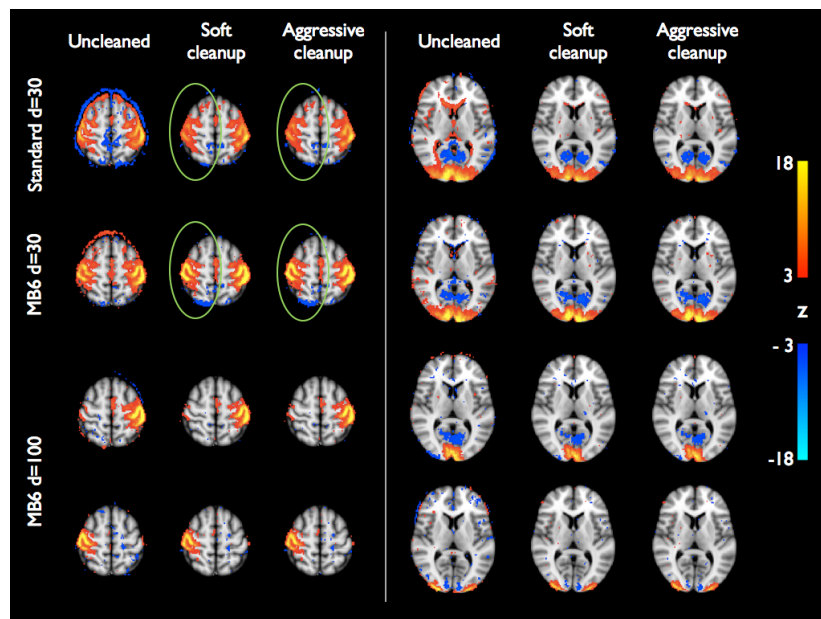 Uncleaned
Soft
cleanup
Aggressive
cleanup
Uncleaned
Soft
cleanup
Aggressive
cleanup
Standard d=30
MB6 d=30
MB6 d=100
18
3
z
- 3
-18